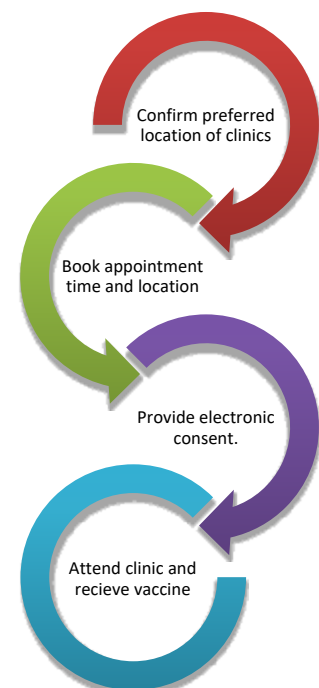 Confirm preferred
location of clinics
Book appointment
time and location
Provide electronic
consent.
Attend clinic and
recieve vaccine